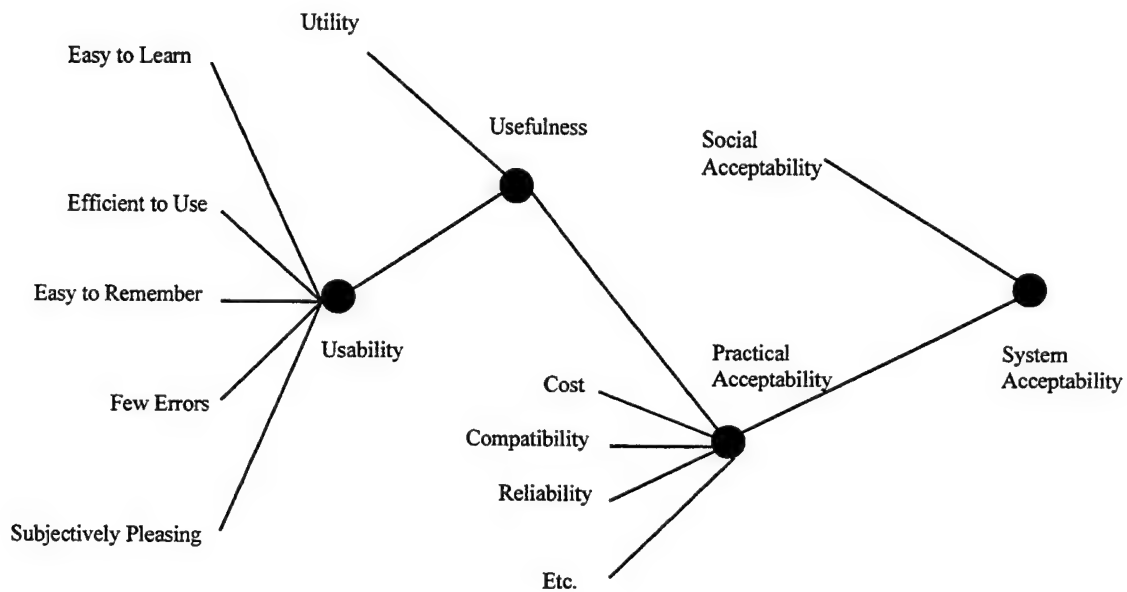 Utility
Easy to Learn
Usefulness
Social
Acceptability
Efficient to Use
Easy to Remember
Usability
Practical
Acceptability
System
Acceptability
Cost
Few Errors
Compatibility
Reliability
Subjectively Pleasing
Etc.